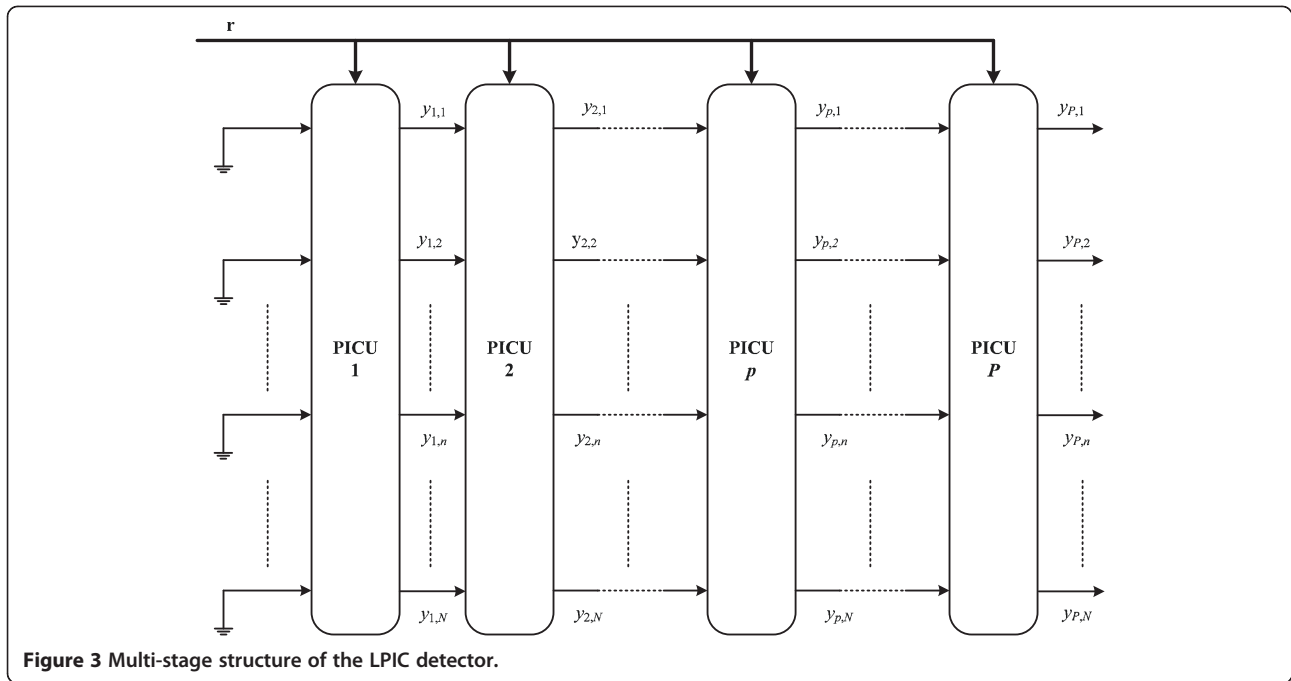 r
y1,1
y2,1
yp,1
yP,1
y1,2
y2,2
yp,2
yP,2
PICU
1
PICU
2
PICU
p
PICU
P
y1,n
y2,n
yp,n
yP,n
y1,N
y2,N
yp,N
yP,N
Figure 3 Multi-stage structure of the LPIC detector.